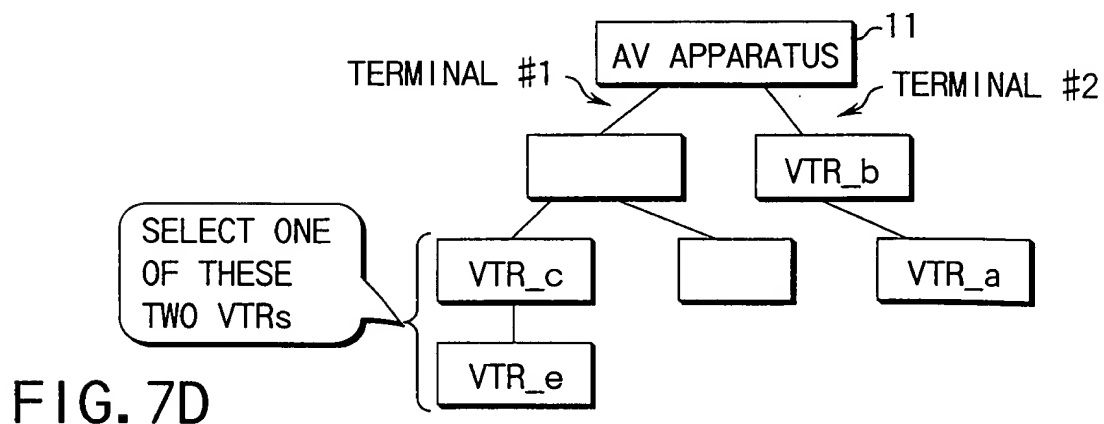 11
AV APPARATUS
TERMINAL #1
TERMINAL #2
VTR_b
SELECT ONE
OF THESE
TWO VTRs
VTR_c
VTR_a
VTR_e
FIG. 7D